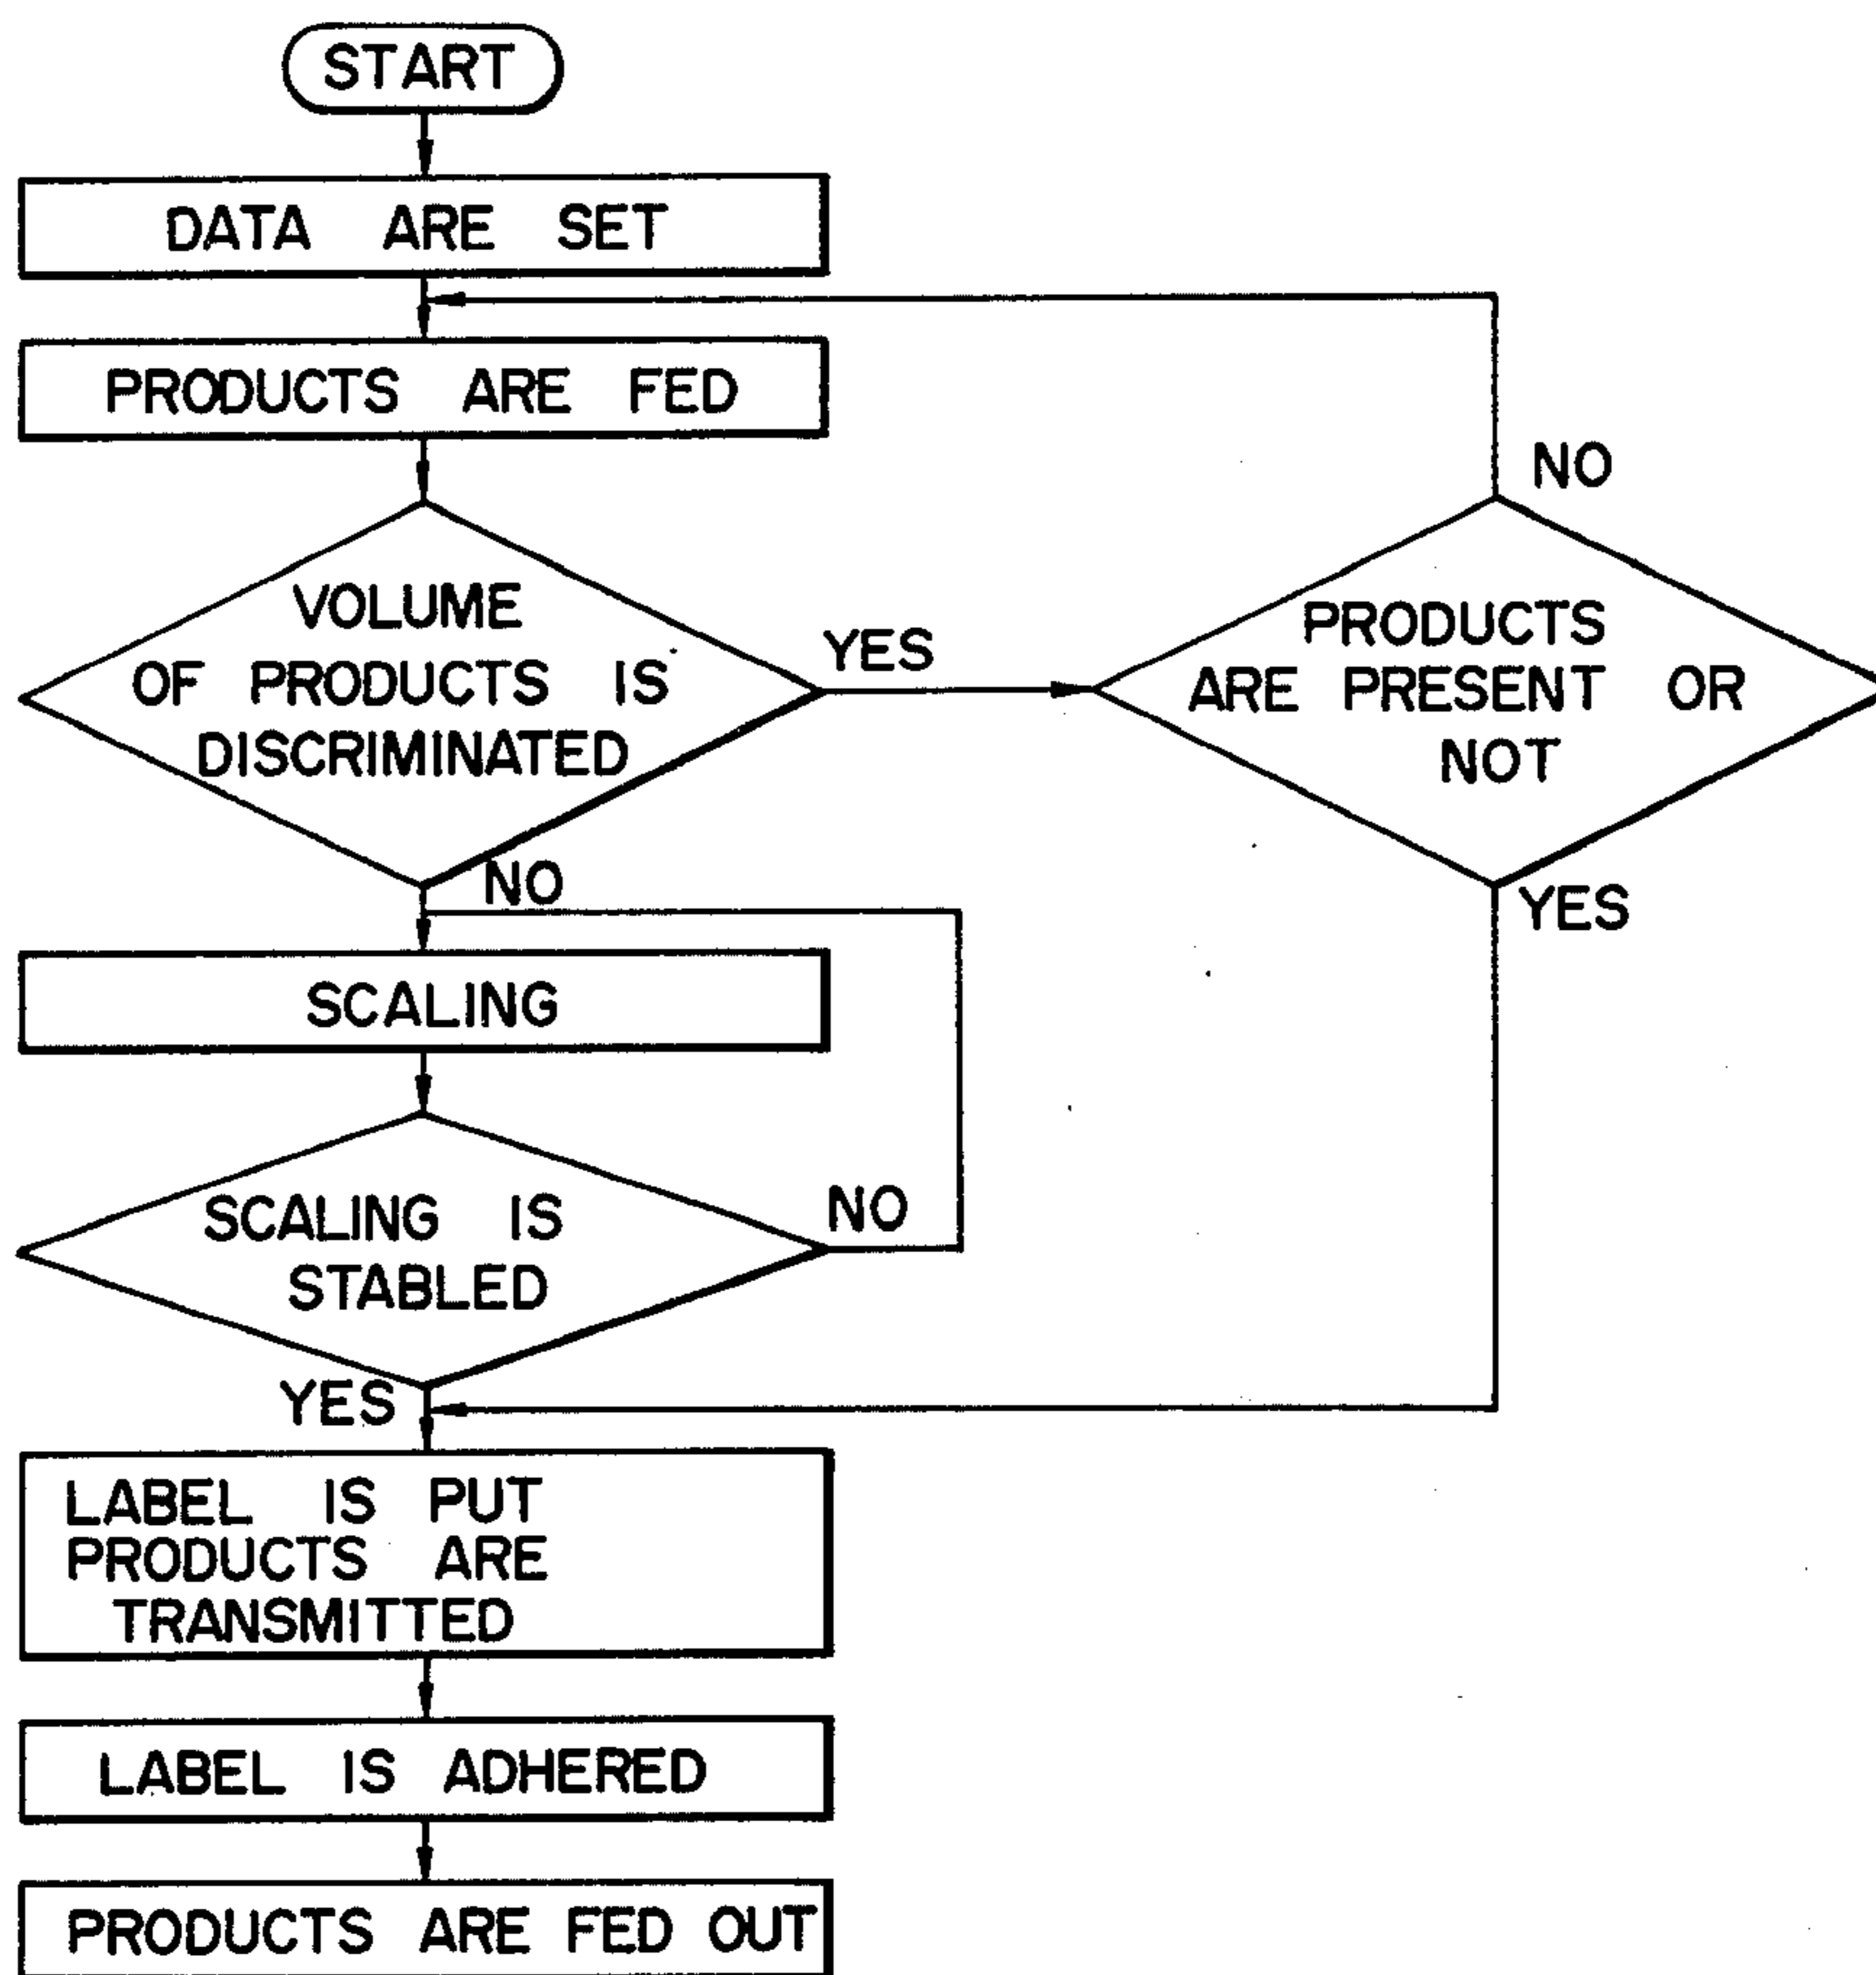 START
DATA ARE SET
PRODUCTS ARE FED
VOLUME
OF PRODUCTS IS
DISCRIMINATED
YES
NO
PRODUCTS
ARE PRESENT OR
NOT
NO
YES
SCALING
SCALING IS
STABLED
NO
YES
LABEL IS PUT
PRODUCTS ARE
TRANSMITTED
LABEL IS ADHERED
PRODUCTS ARE FED OUT